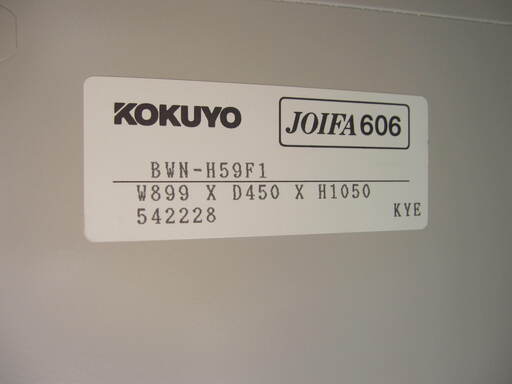 KOKUYO JOIFA 606
BWN-H59F1
W899 X D450 X H1050
542228 KYE